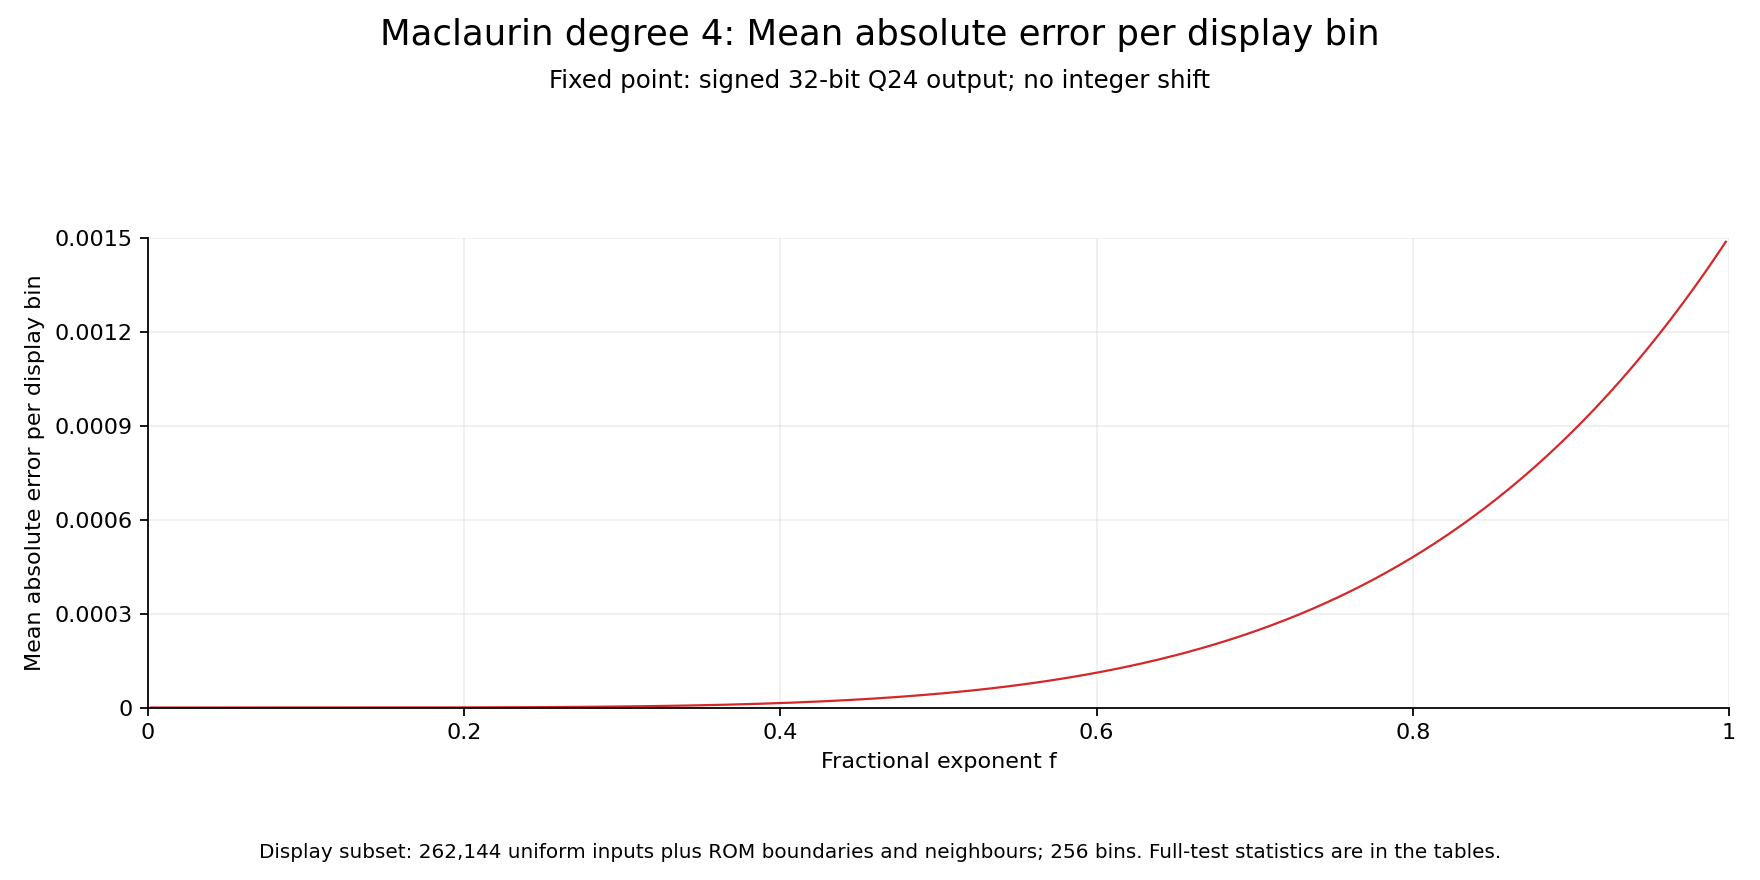 Maclaurin degree 4: Mean absolute error per display bin
Fixed point: signed 32-bit Q24 output; no integer shift
Mean absolute error per display bin
0.0015
0.0012
0.0009
0.0006
0.0003
0
0 0.2 0.4 0.6 0.8 1
Fractional exponent f
Display subset: 262,144 uniform inputs plus ROM boundaries and neighbours; 256 bins. Full-test statistics are in the tables.